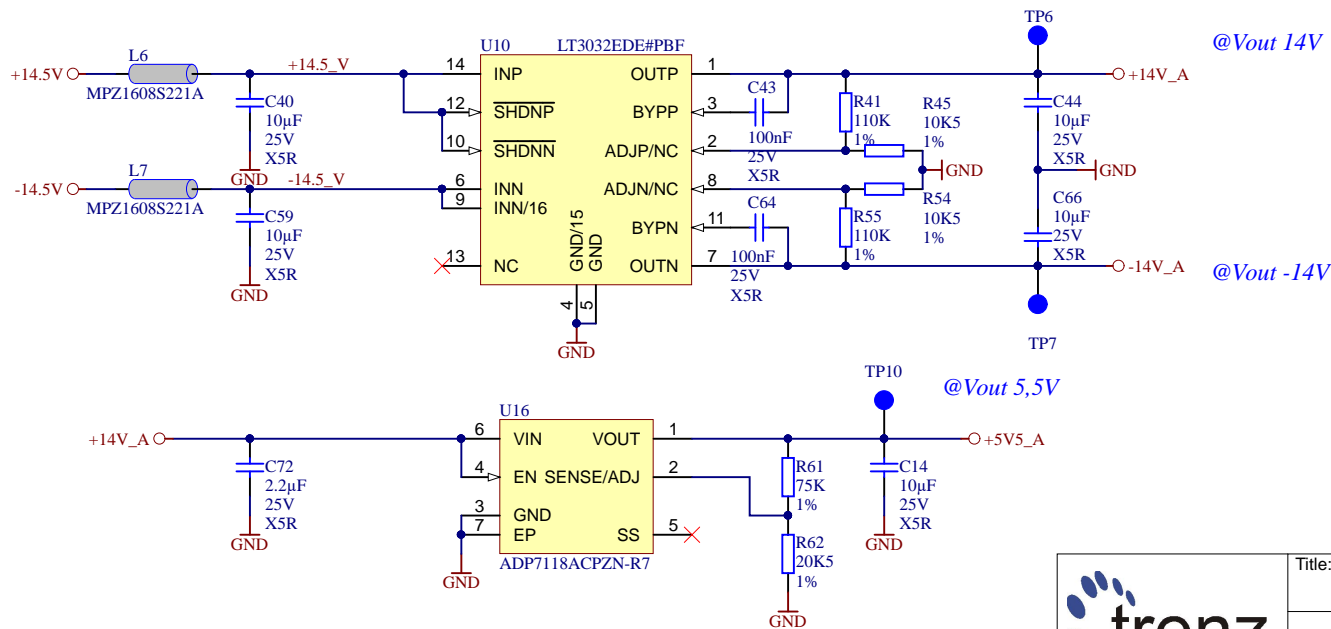 TP6
@Vout 14V
+14.5V
L6
MPZ1608S221A
+14.5_V
C40
10µF
25V
X5R
GND
-14.5V
L7
MPZ1608S221A
-14.5_V
C59
10µF
25V
X5R
GND
U10
LT3032EDE#PBF
14 INP
12 SHDNP
10 SHDNN
6 INN
9 INN/16
13 NC
GND/15
GND
4
5
GND
OUTP 1
BYPP 3
ADJP/NC 2
ADJN/NC 8
BYPN 11
OUTN 7
C43
100nF
25V
X5R
C64
100nF
25V
X5R
R41
110K
1%
R45
10K5
1%
GND
R54
10K5
1%
R55
110K
1%
C44
10µF
25V
X5R
GND
C66
10µF
25V
X5R
+14V_A
-14V_A
@Vout -14V
TP7
TP10
@Vout 5,5V
+14V_A
C72
2.2µF
25V
X5R
GND
U16
6 VIN
4 EN
3 GND
7 EP
VOUT 1
SENSE/ADJ 2
SS 5
ADP7118ACPZN-R7
GND
R61
75K
1%
R62
20K5
1%
GND
C14
10µF
25V
X5R
GND
+5V5_A
trenz
Title: